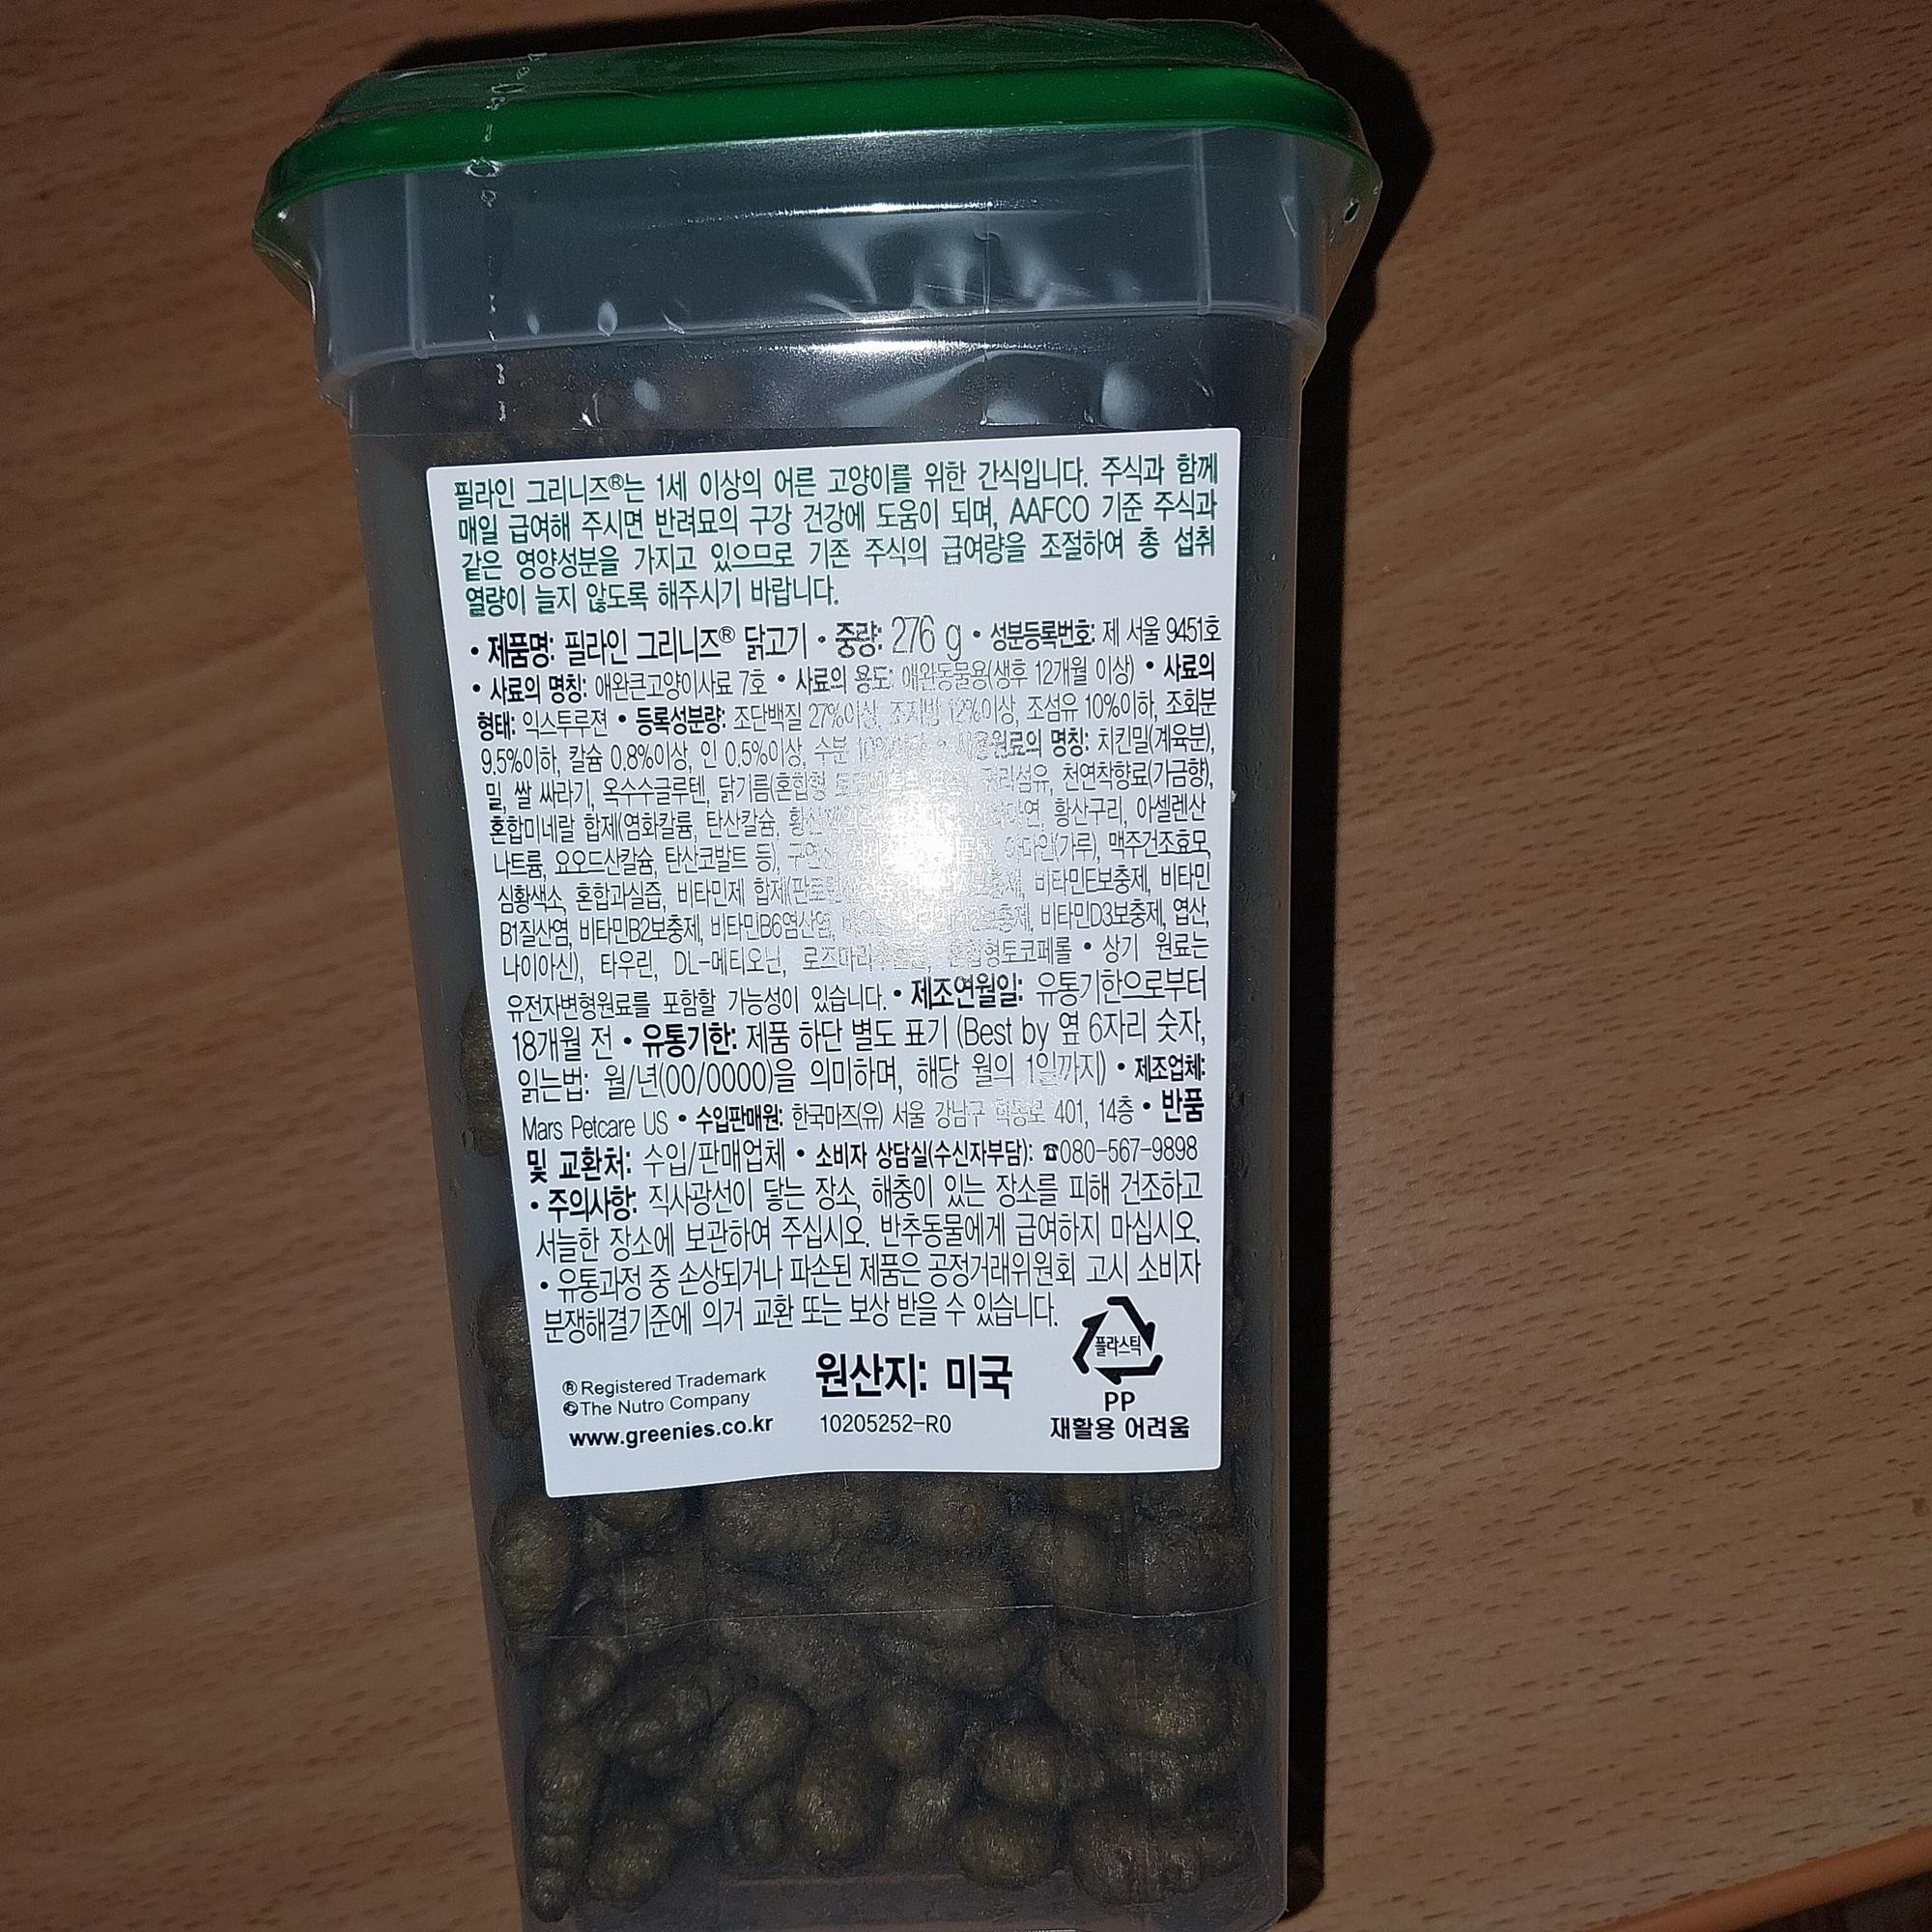 필라인 그리니즈®는 1세 이상의 어른 고양이를 위한 간식입니다. 주식과 함께
매일 급여해 주시면 반려묘의 구강 건강에 도움이 되며, AAFCO 기준 주식과
같은 영양성분을 가지고 있으므로 기존 주식의 급여량을 조절하여 총 섭취
열량이 늘지 않도록 해주시기 바랍니다.
• 제품명: 필라인 그리니즈® 닭고기 • 중량: 276 g • 성분등록번호: 제 서울 9451호
• 사료의 명칭: 애완큰고양이사료 7호 • 사료의 용도: 애완동물용(생후 12개월 이상) • 사료의
형태: 익스투루젼 • 등록성분량: 조단백질 27%이상, 조지방 12%이상, 조섬유 10%이하, 조회분
9.5%이하, 칼슘 0.8%이상, 인 0.5%이상, 수분 원료의 명칭: 치킨밀(계육분),
밀, 쌀 싸라기, 옥수수글루텐, 닭기름(혼합형 천연착향료(가금향),
혼합미네랄 합제(염화칼륨, 탄산칼슘, 황산구리, 아셀렌산
나트륨, 요오드산칼슘, 탄산코발트 등), 맥주건조효모,
심황색소, 혼합과실즙, 비타민제 비타민E보충제, 비타민
B1질산염, 비타민B2보충제, 비타민B6염산염, 비타민D3보충제, 엽산,
나이아신), 타우린, DL-메티오닌, • 상기 원료는
유전자변형원료를 포함할 가능성이 있습니다. • 제조연월일: 유통기한으로부터
18개월 전 • 유통기한: 제품 하단 별도 표기 (Best by 옆 6자리 숫자,
읽는법: 월/년(00/0000)을 의미하며, 해당 월의 1일까지) • 제조업체:
Mars Petcare US • 수입판매원: 한국마즈(유) 서울 강남구 학동로 401, 14층 • 반품
및 교환처: 수입/판매업체 • 소비자 상담실(수신자부담): ☎080-567-9898
• 주의사항: 직사광선이 닿는 장소, 해충이 있는 장소를 피해 건조하고
서늘한 장소에 보관하여 주십시오. 반추동물에게 급여하지 마십시오.
• 유통과정 중 손상되거나 파손된 제품은 공정거래위원회 고시 소비자
분쟁해결기준에 의거 교환 또는 보상 받을 수 있습니다.
플라스틱
PP
재활용 어려움
® Registered Trademark
© The Nutro Company
www.greenies.co.kr
원산지: 미국
10205252-R0